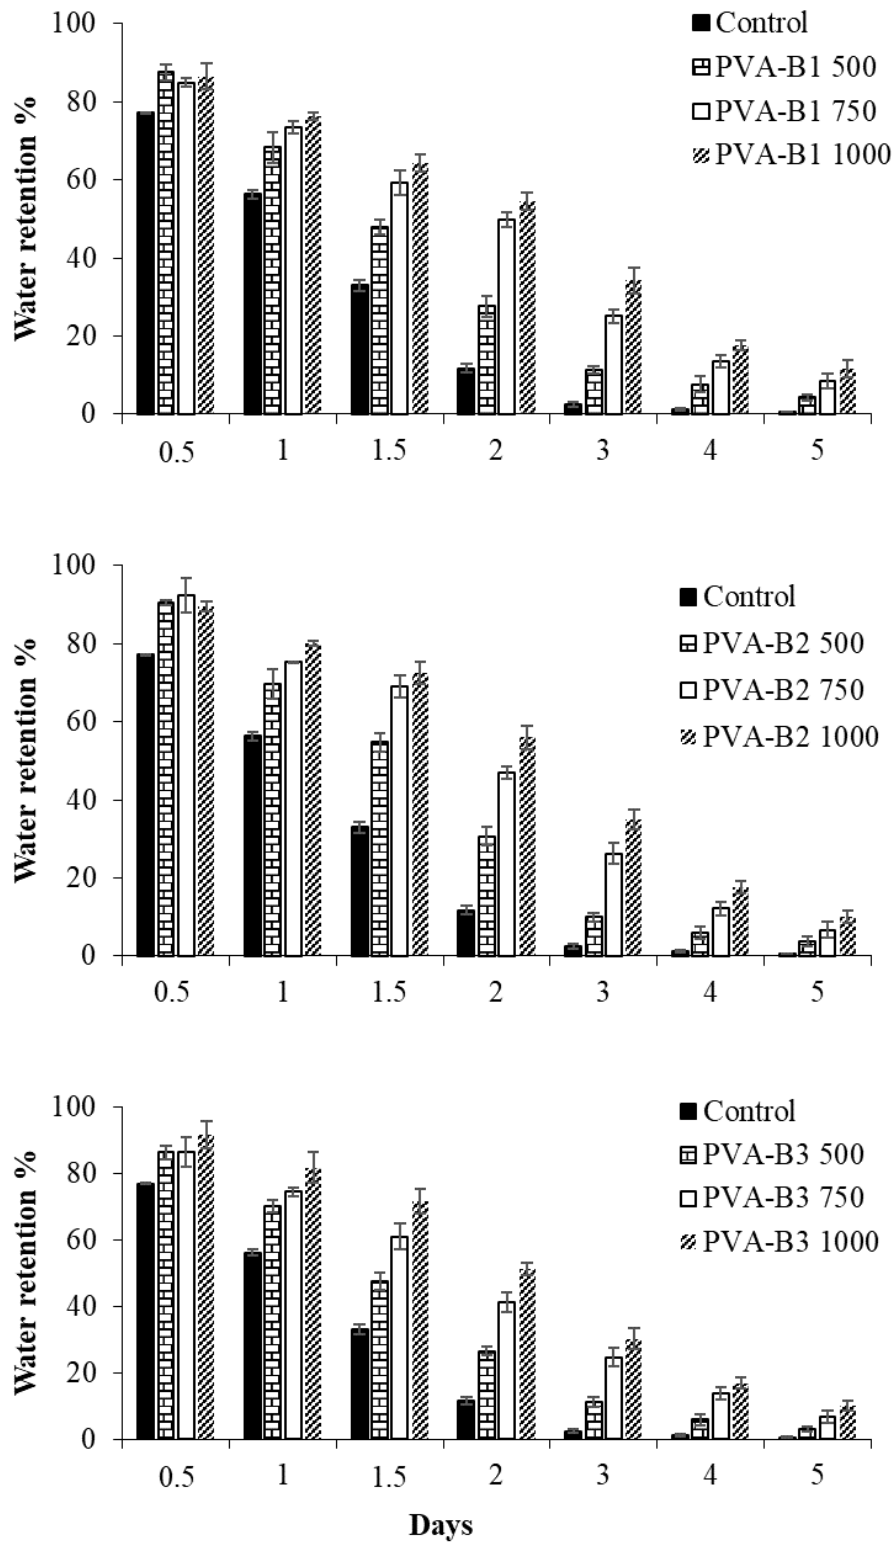 Water retention %
100
80
60
40
20
0
Control
PVA-B1 500
PVA-B1 750
PVA-B1 1000
0.5 1 1.5 2 3 4 5
Water retention %
100
80
60
40
20
0
Control
PVA-B2 500
PVA-B2 750
PVA-B2 1000
0.5 1 1.5 2 3 4 5
Water retention %
100
80
60
40
20
0
Control
PVA-B3 500
PVA-B3 750
PVA-B3 1000
0.5 1 1.5 2 3 4 5
Days